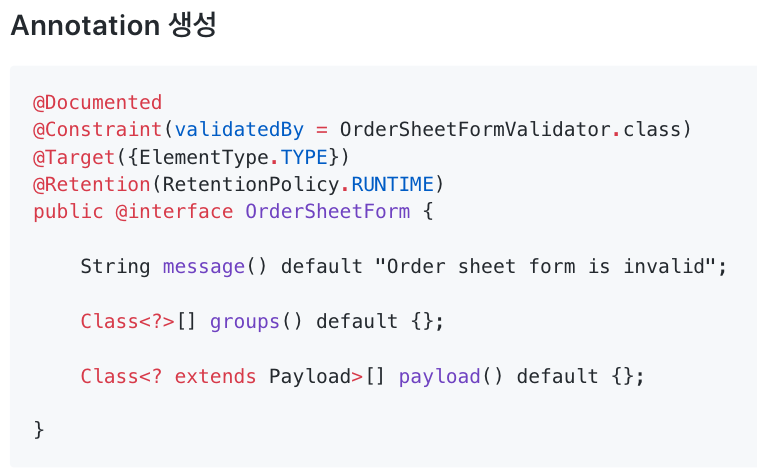 Annotation 생성
@Documented
@Constraint(validatedBy = OrderSheetFormValidator.class)
@Target({ElementType.TYPE})
@Retention(RetentionPolicy.RUNTIME)
public @interface OrderSheetForm {
    String message() default "Order sheet form is invalid";
    Class<?>[] groups() default {};
    Class<? extends Payload>[] payload() default {};
}